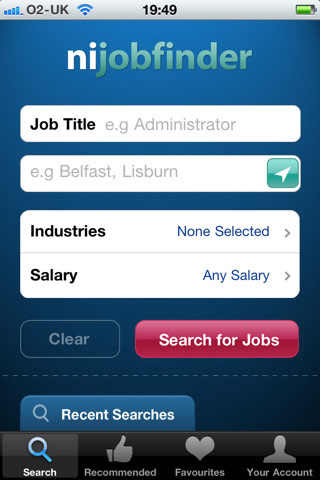 O2-UK 19:49
nijobfinder
Job Title e.g Administrator
e.g Belfast, Lisburn
Industries None Selected
Salary Any Salary
Clear Search for Jobs
Recent Searches
Search Recommended Favourites Your Account